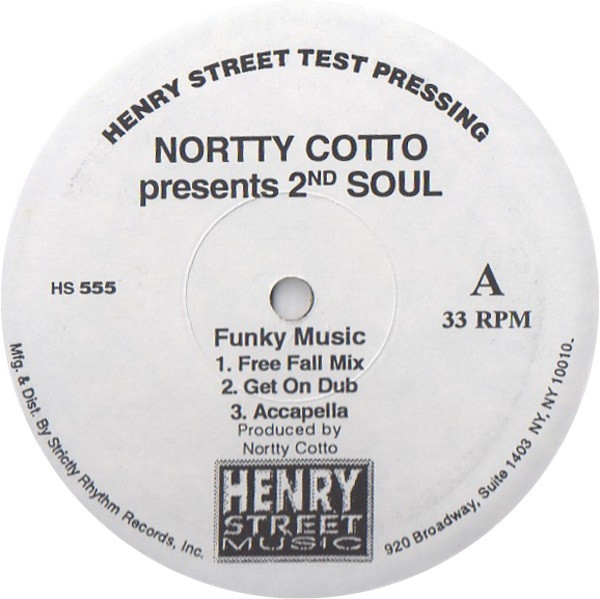 HENRY STREET TEST PRESSING
NORTTY COTTO
presents 2ND SOUL
HS 555
A
33 RPM
Funky Music
1. Free Fall Mix
2. Get On Dub
3. Accapella
Produced by
Nortty Cotto
HENRY
STREET
MUSIC
Mfg. & Dist. By Strictly Rhythm Records, Inc.
920 Broadway, Suite 1403 NY, NY 10010.